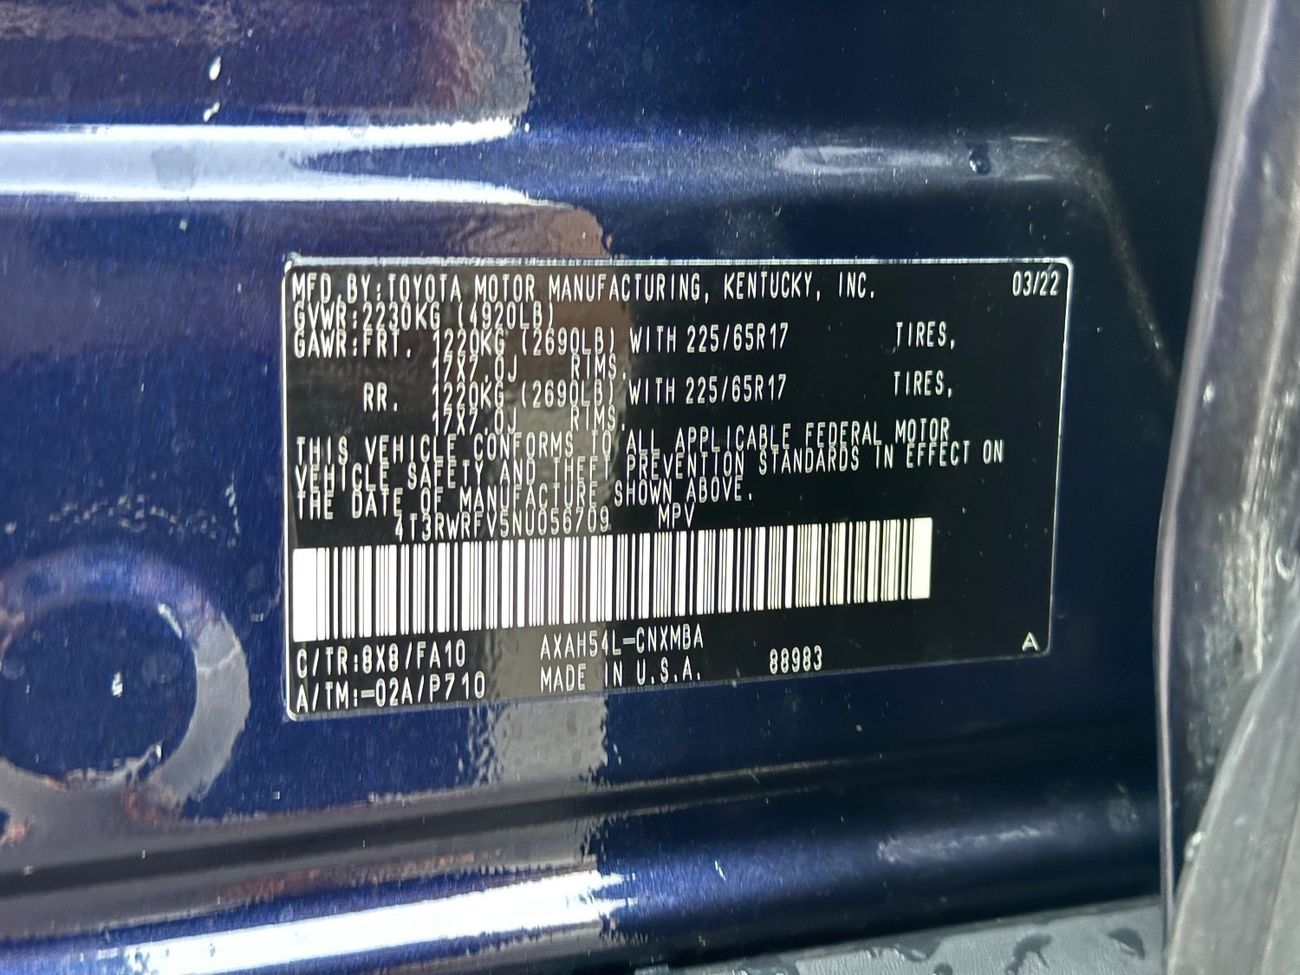 MFD.BY:TOYOTA MOTOR MANUFACTURING, KENTUCKY, INC. 03/22
GVWR:2230KG (4920LB)
GAWR:FRT. 1220KG (2690LB) WITH 225/65R17 TIRES,
17X7.0J RIMS.
RR. 1220KG (2690LB) WITH 225/65R17 TIRES,
17X7.0J RIMS.
THIS VEHICLE CONFORMS TO ALL APPLICABLE FEDERAL MOTOR
VEHICLE SAFETY AND THEFT PREVENTION STANDARDS IN EFFECT ON
THE DATE OF MANUFACTURE SHOWN ABOVE.
4T3RWRFV5NU056709 MPV
C/TR:8X8/FA10 AXAH54L-CNXMBA
A/TM:-02A/P710 MADE IN U.S.A. 88983 A